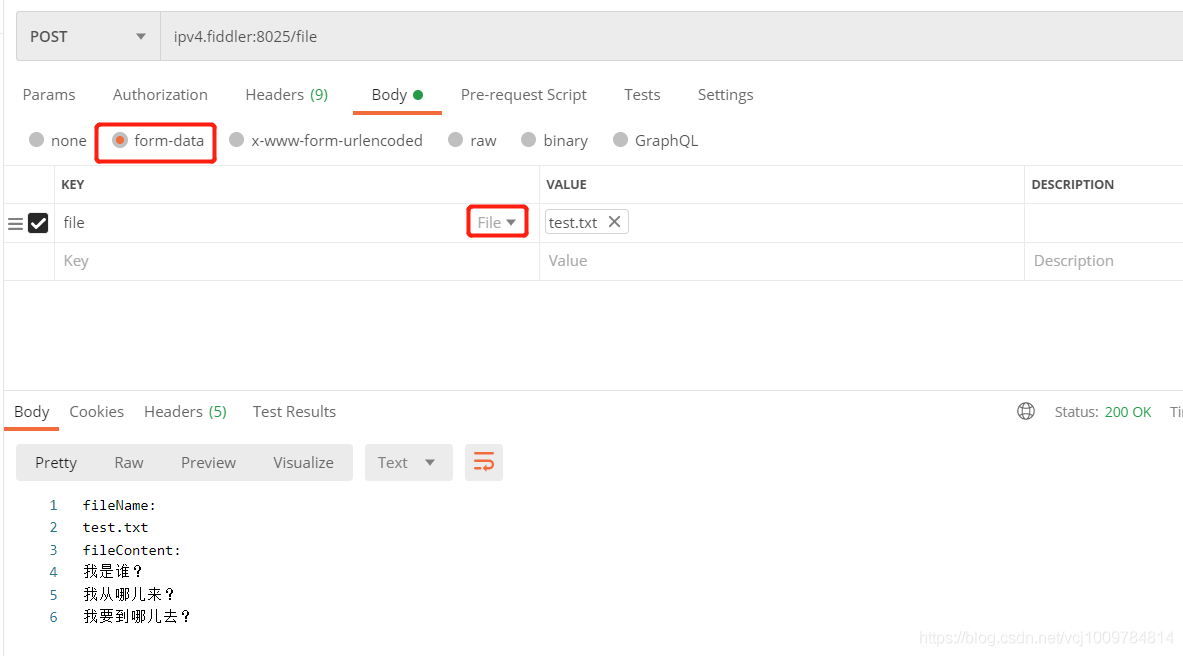 POST ipv4.fiddler:8025/file
Params Authorization Headers (9) Body Pre-request Script Tests Settings
none form-data x-www-form-urlencoded raw binary GraphQL
KEY VALUE DESCRIPTION
file File test.txt
Key Value Description
Body Cookies Headers (5) Test Results Status: 200 OK Ti
Pretty Raw Preview Visualize Text
1 fileName:
2 test.txt
3 fileContent:
4 我是谁？
5 我从哪儿来？
6 我要到哪儿去？
https://blog.csdn.net/vcj1009784814